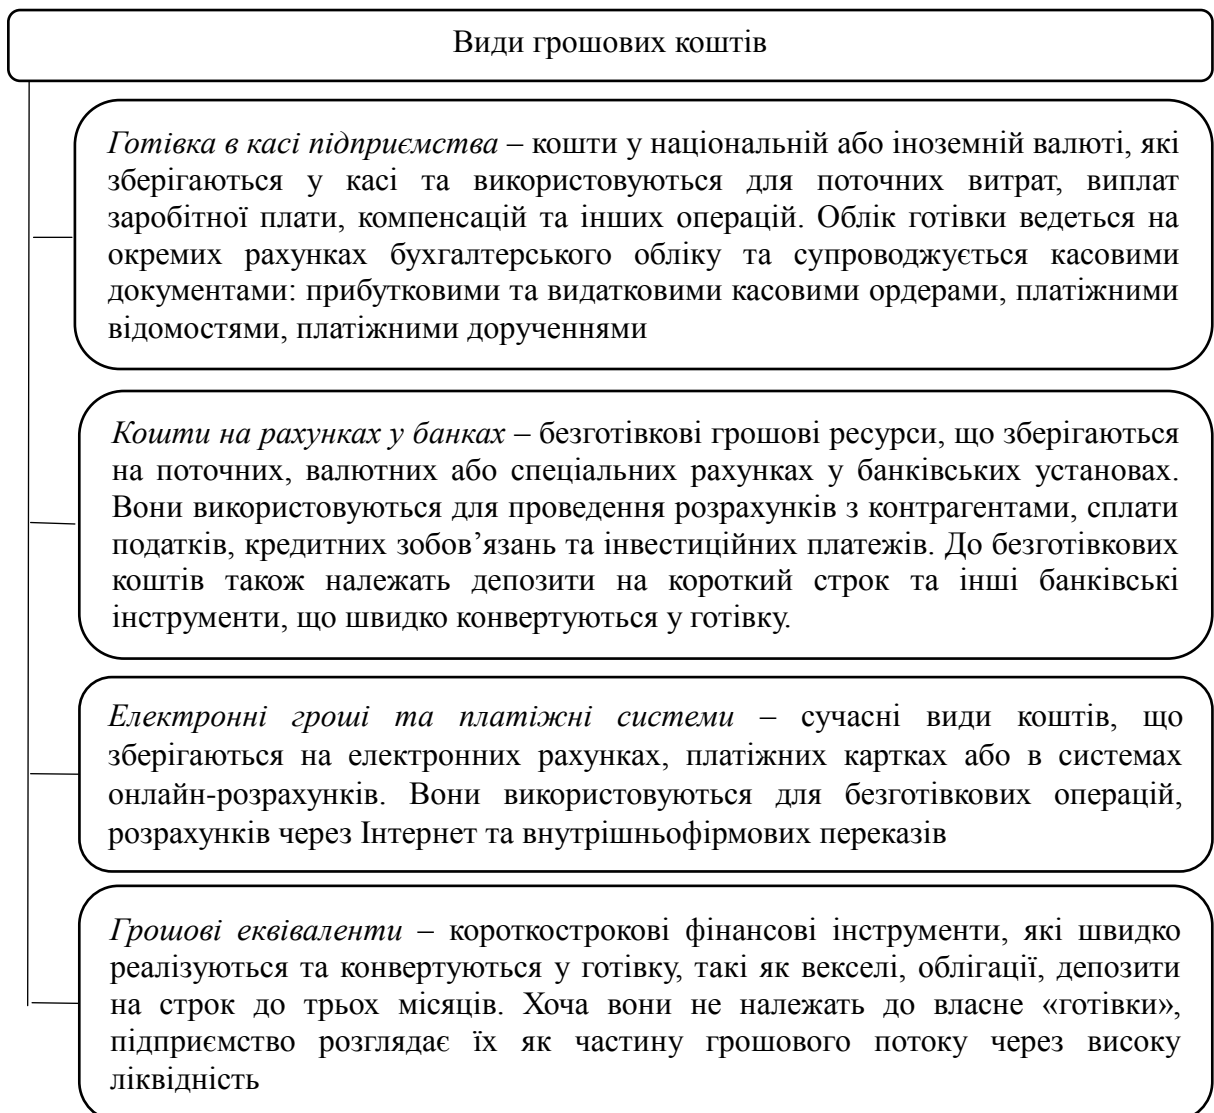 Види грошових коштів
Готівка в касі підприємства – кошти у національній або іноземній валюті, які
зберігаються у касі та використовуються для поточних витрат, виплат
заробітної плати, компенсацій та інших операцій. Облік готівки ведеться на
окремих рахунках бухгалтерського обліку та супроводжується касовими
документами: прибутковими та видатковими касовими ордерами, платіжними
відомостями, платіжними дорученнями
Кошти на рахунках у банках – безготівкові грошові ресурси, що зберігаються
на поточних, валютних або спеціальних рахунках у банківських установах.
Вони використовуються для проведення розрахунків з контрагентами, сплати
податків, кредитних зобов’язань та інвестиційних платежів. До безготівкових
коштів також належать депозити на короткий строк та інші банківські
інструменти, що швидко конвертуються у готівку.
Електронні гроші та платіжні системи – сучасні види коштів, що
зберігаються на електронних рахунках, платіжних картках або в системах
онлайн-розрахунків. Вони використовуються для безготівкових операцій,
розрахунків через Інтернет та внутрішньофірмових переказів
Грошові еквіваленти – короткострокові фінансові інструменти, які швидко
реалізуються та конвертуються у готівку, такі як векселі, облігації, депозити
на строк до трьох місяців. Хоча вони не належать до власне «готівки»,
підприємство розглядає їх як частину грошового потоку через високу
ліквідність